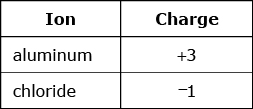 Ion Charge
aluminum +3
chloride −1